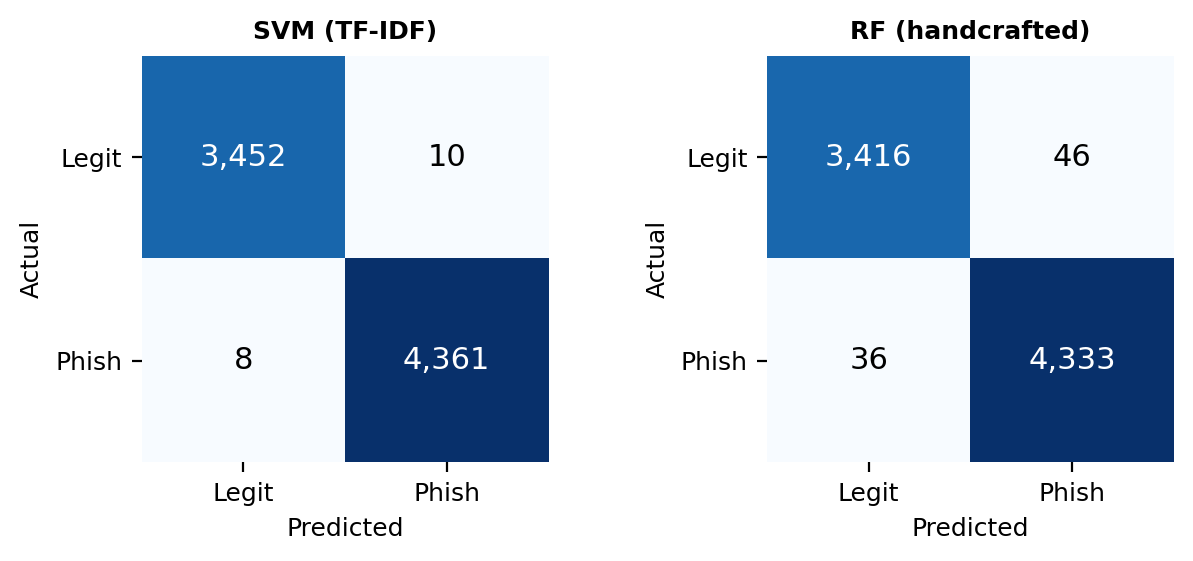 SVM (TF-IDF)
Actual
Legit
3,452
10
Phish
8
4,361
Legit
Phish
Predicted
RF (handcrafted)
Actual
Legit
3,416
46
Phish
36
4,333
Legit
Phish
Predicted